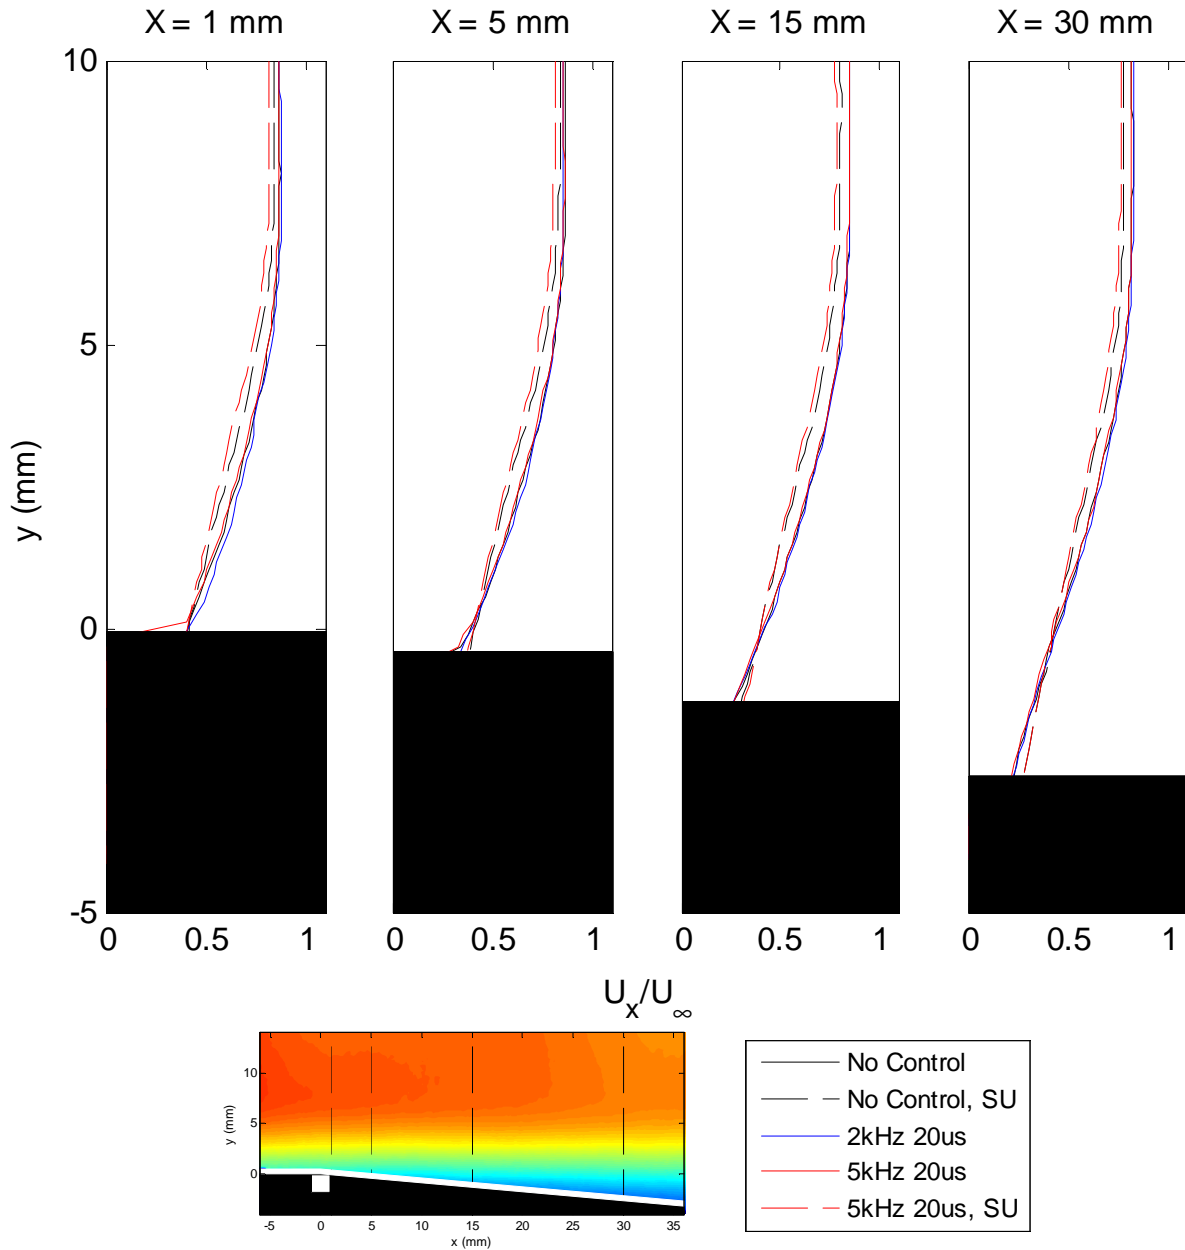 X = 1 mm
X = 5 mm
X = 15 mm
X = 30 mm
10
5
0
-5
y (mm)
0 0.5 1
0 0.5 1
0 0.5 1
0 0.5 1
U_x/U_∞
10
5
0
y (mm)
-5 0 5 10 15 20 25 30 35
x (mm)
No Control
No Control, SU
2kHz 20us
5kHz 20us
5kHz 20us, SU